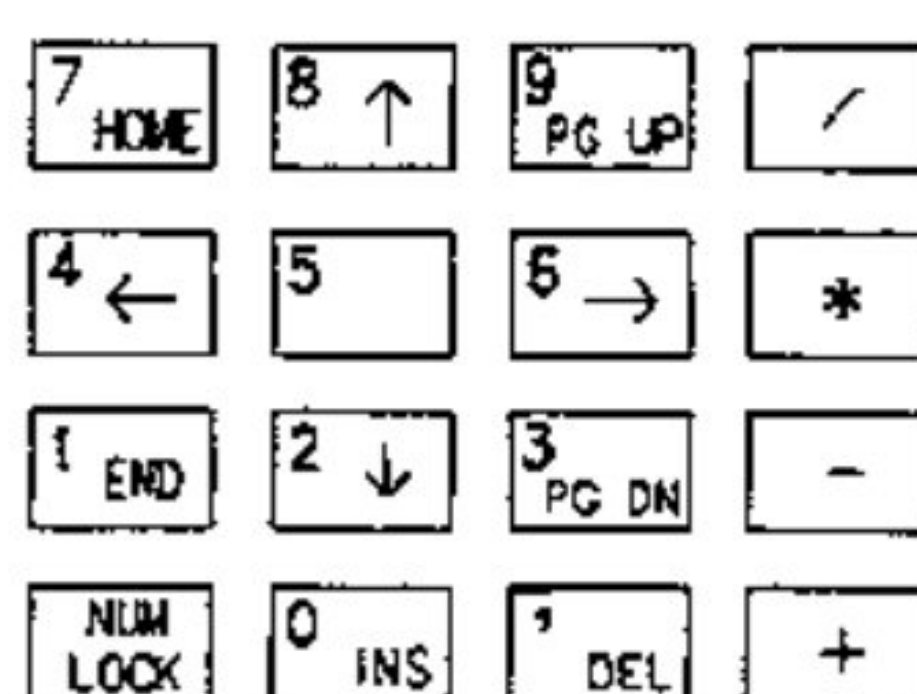 7 HOME
8 ↑
9 PG UP
/
4 ←
5
6 →
*
1 END
2 ↓
3 PG DN
-
NUM
LOCK
0 INS
, DEL
+